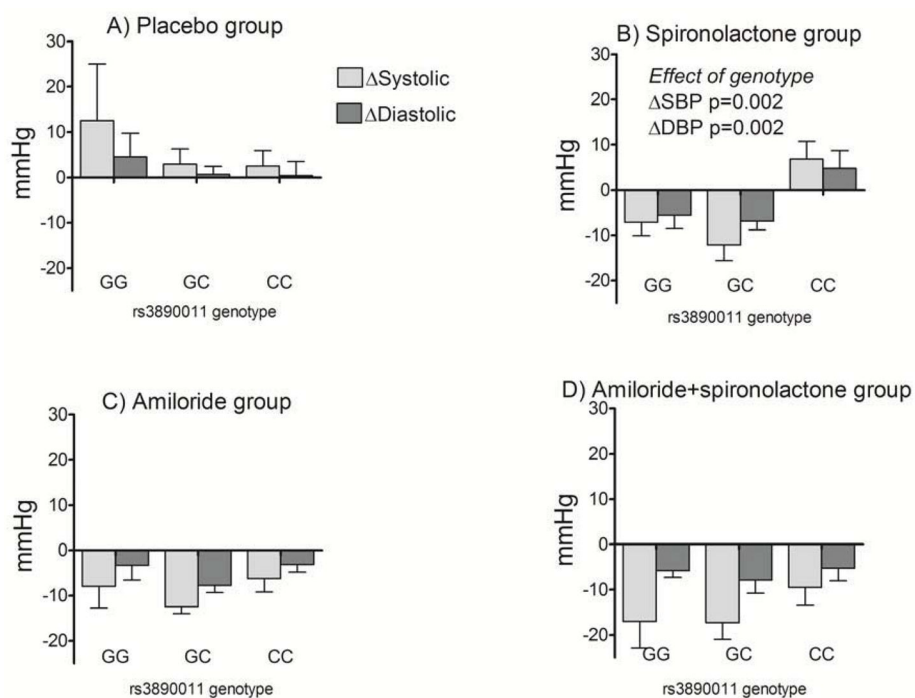 A) Placebo group
30
20
10
0
-10
-20
mmHg
GG GC CC
rs3890011 genotype
ΔSystolic
ΔDiastolic
B) Spironolactone group
Effect of genotype
ΔSBP p=0.002
ΔDBP p=0.002
30
20
10
0
-10
-20
mmHg
GG GC CC
rs3890011 genotype
C) Amiloride group
30
20
10
0
-10
-20
mmHg
GG GC CC
rs3890011 genotype
D) Amiloride+spironolactone group
30
20
10
0
-10
-20
mmHg
GG GC CC
rs3890011 genotype